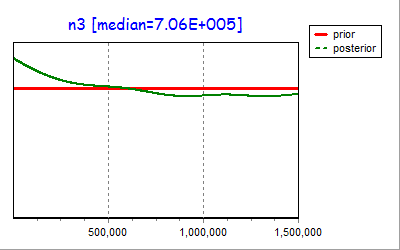 n3 [median=7.06E+005]
prior
posterior
500,000
1,000,000
1,500,000